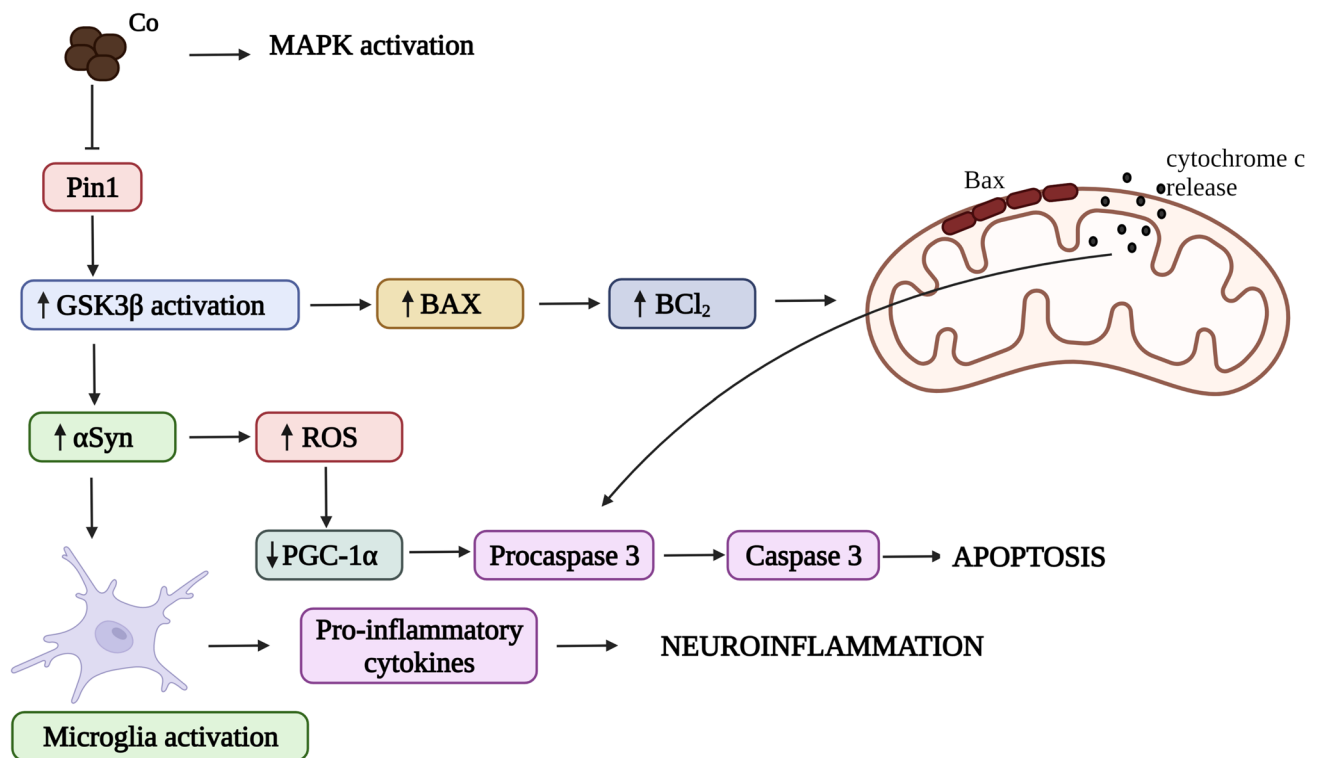 Co
MAPK activation
Pin1
cytochrome c
release
Bax
↑ GSK3β activation
↑ BAX
↑ BCl₂
↑ αSyn
↑ ROS
↓ PGC-1α
Procaspase 3
Caspase 3
APOPTOSIS
Pro-inflammatory
cytokines
NEUROINFLAMMATION
Microglia activation